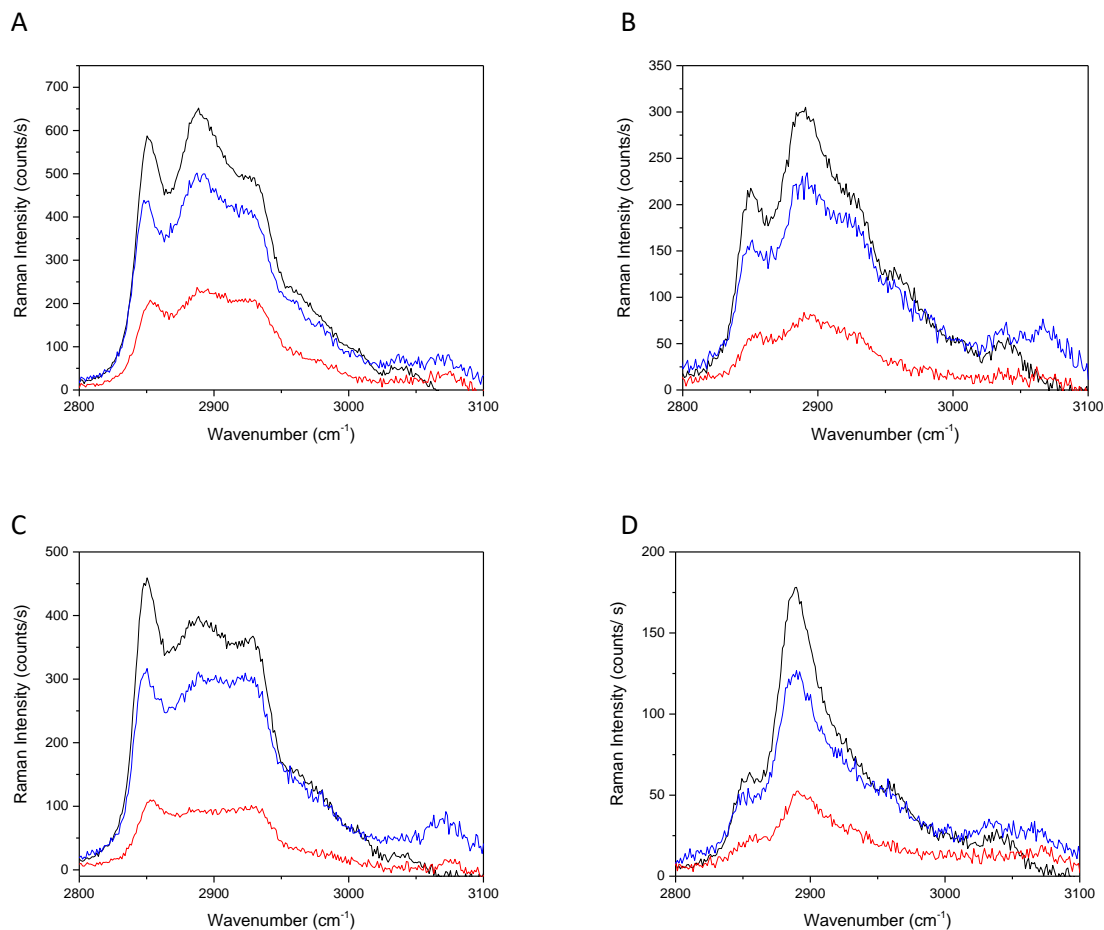 A
Raman Intensity (counts/s)
700
600
500
400
300
200
100
0
2800 2900 3000 3100
Wavenumber (cm⁻¹)
B
Raman Intensity (counts/s)
350
300
250
200
150
100
50
0
2800 2900 3000 3100
Wavenumber (cm⁻¹)
C
Raman Intensity (counts/s)
500
400
300
200
100
0
2800 2900 3000 3100
Wavenumber (cm⁻¹)
D
Raman Intensity (counts/ s)
200
150
100
50
0
2800 2900 3000 3100
Wavenumber (cm⁻¹)